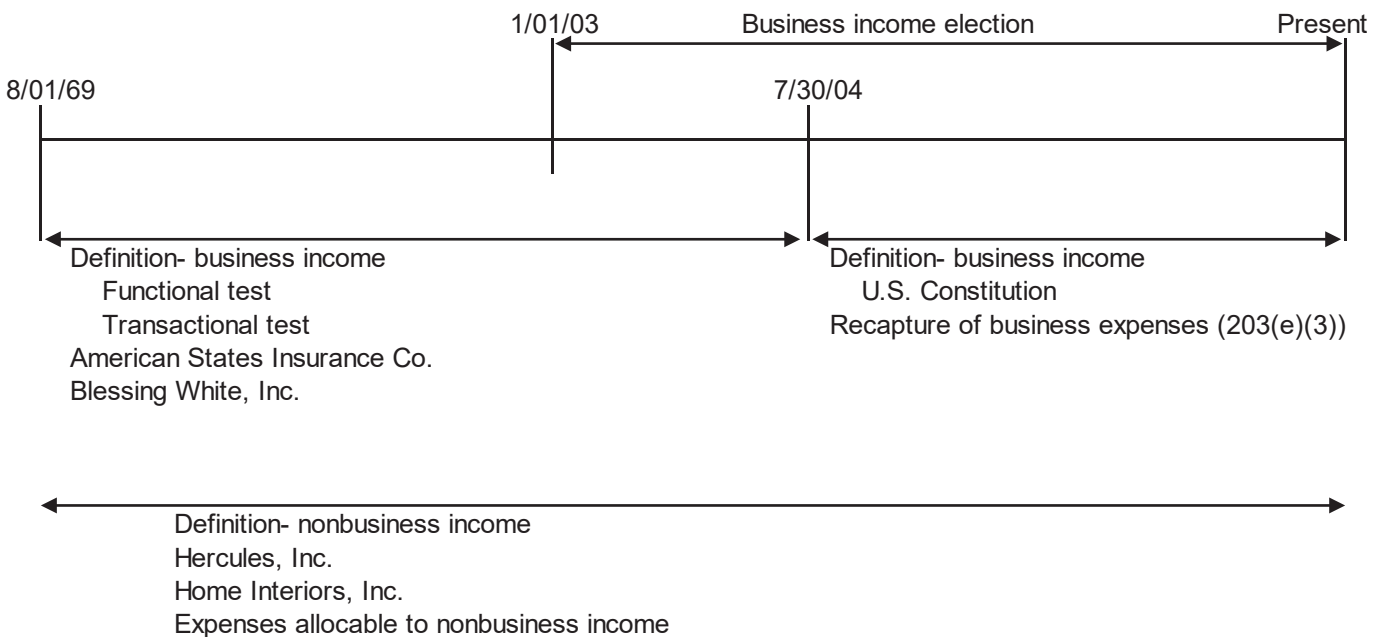 1/01/03 Business income election Present
8/01/69 7/30/04
Definition- business income
Functional test
Transactional test
American States Insurance Co.
Blessing White, Inc.
Definition- business income
U.S. Constitution
Recapture of business expenses (203(e)(3))
Definition- nonbusiness income
Hercules, Inc.
Home Interiors, Inc.
Expenses allocable to nonbusiness income